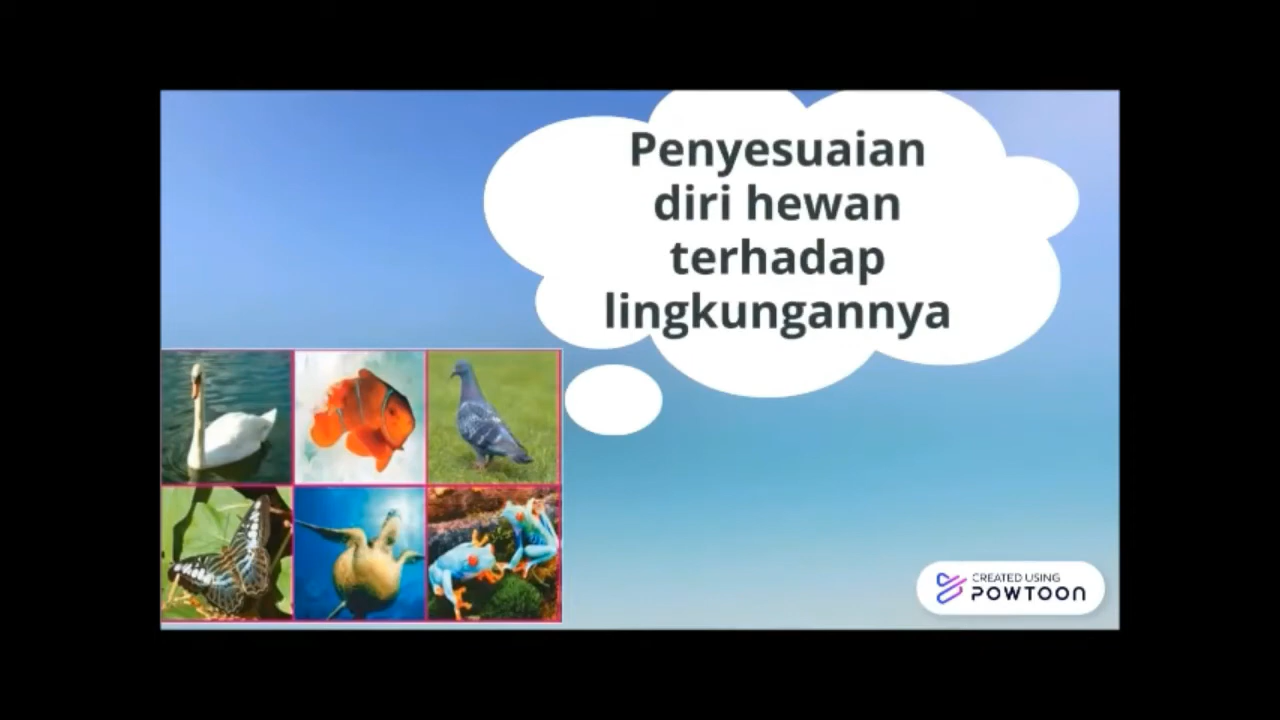 Penyesuaian
diri hewan
terhadap
lingkungannya
CREATED USING
POWTOON